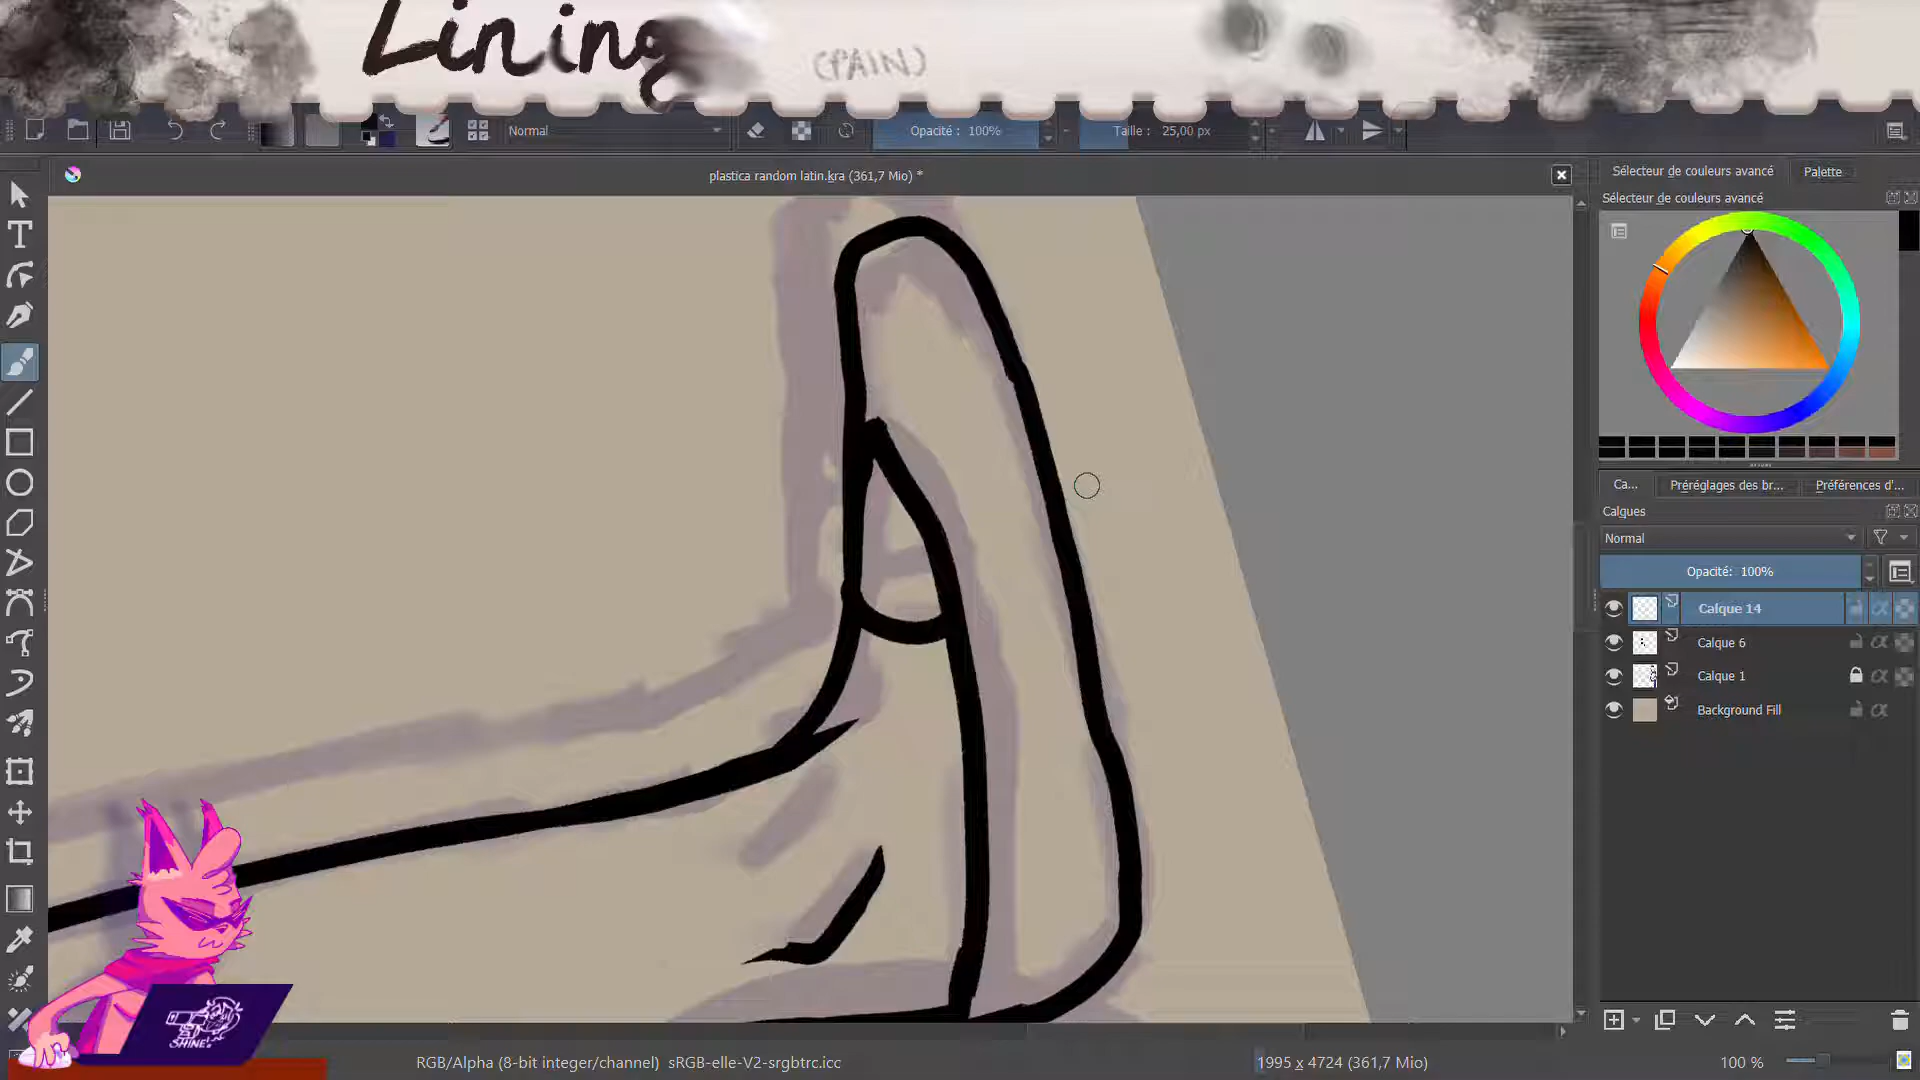 Lining
(PAIN)
Normal
Opacité : 100%
Taille : 25,00 px
plastica random latin.kra (361,7 Mio) *
Sélecteur de couleurs avancé
Palette
Sélecteur de couleurs avancé
Ca...
Préréglages des br...
Préférences d'...
Calques
Normal
Opacité: 100%
Calque 14
Calque 6
Calque 1
Background Fill
SHINE!
RGB/Alpha (8-bit integer/channel) sRGB-elle-V2-srgbtrc.icc
1995 x 4724 (361,7 Mio)
100 %